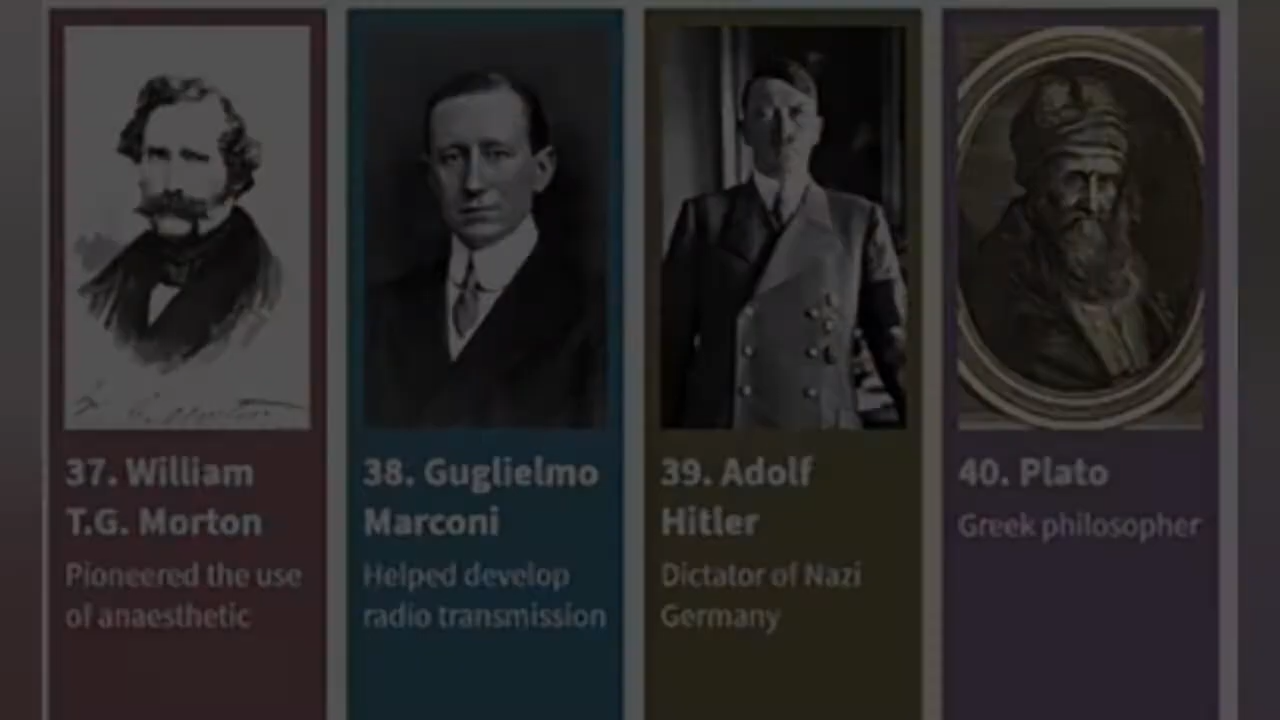 37. William
T.G. Morton
Pioneered the use
of anaesthetic
38. Guglielmo
Marconi
Helped develop
radio transmission
39. Adolf
Hitler
Dictator of Nazi
Germany
40. Plato
Greek philosopher